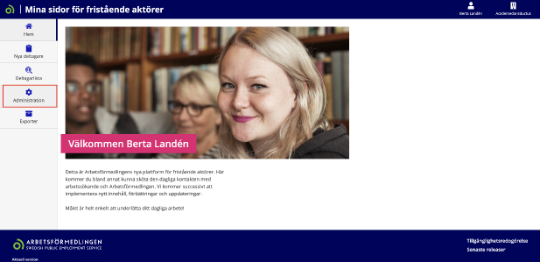 Mina sidor för fristående aktörer
Berta Landén
Academedia Eductus
Hem
Nya deltagare
Deltagarlista
Administration
Exporter
Välkommen Berta Landén
Detta är Arbetsförmedlingens nya plattform för fristående aktörer. Här
kommer du bland annat kunna sköta den dagliga kontakten med
arbetssökande och Arbetsförmedlingen. Vi kommer successivt att
implementera nytt innehåll, förbättringar och uppdateringar.
Målet är helt enkelt att underlätta ditt dagliga arbete!
ARBETSFÖRMEDLINGEN
SWEDISH PUBLIC EMPLOYMENT SERVICE
Tillgänglighetsredogörelse
Senaste releaser